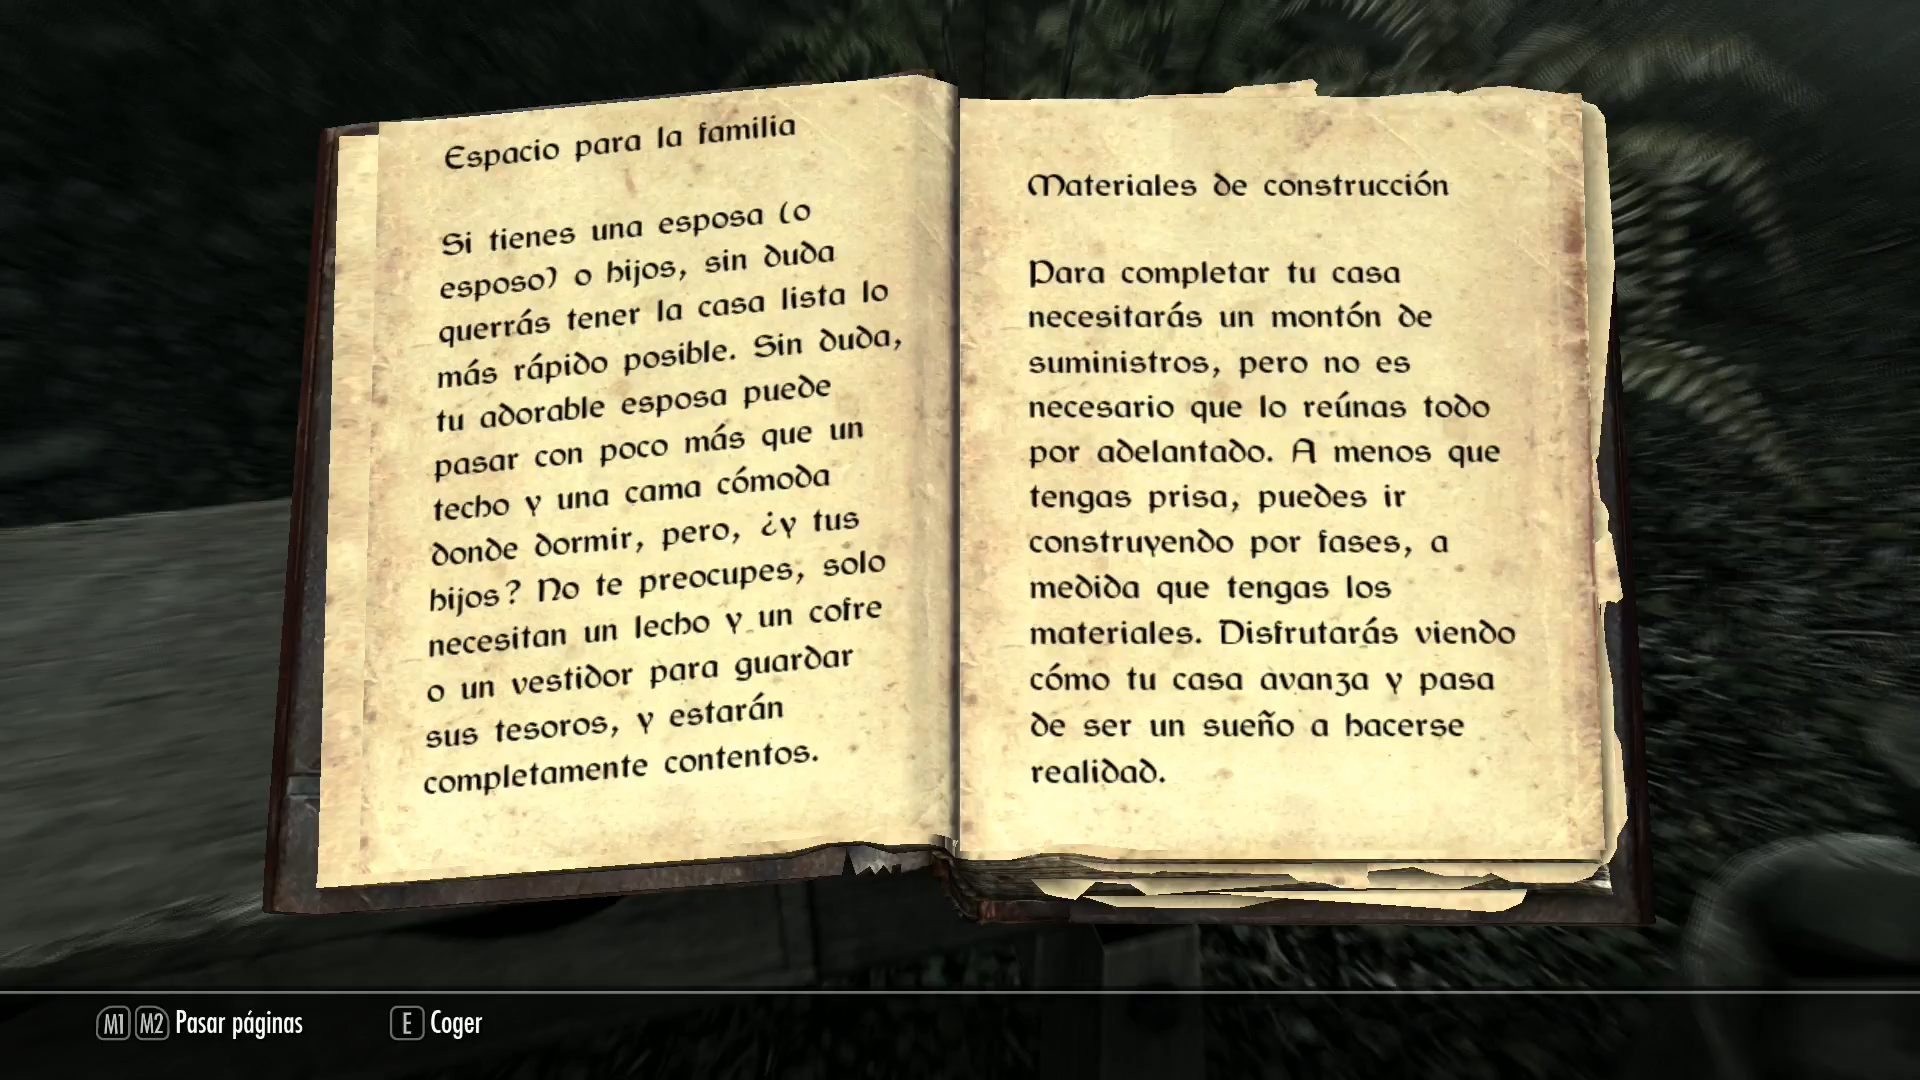 Espacio para la familia
Si tienes una esposa (o
esposo) o hijos, sin duda
querrás tener la casa lista lo
más rápido posible. Sin duda,
tu adorable esposa puede
pasar con poco más que un
techo y una cama cómoda
donde dormir, pero, ¿y tus
hijos? No te preocupes, solo
necesitan un lecho y un cofre
o un vestidor para guardar
sus tesoros, y estarán
completamente contentos.
Materiales de construcción
Para completar tu casa
necesitarás un montón de
suministros, pero no es
necesario que lo reúnas todo
por adelantado. A menos que
tengas prisa, puedes ir
construyendo por fases, a
medida que tengas los
materiales. Disfrutarás viendo
cómo tu casa avanza y pasa
de ser un sueño a hacerse
realidad.
M1 M2 Pasar páginas
E Coger